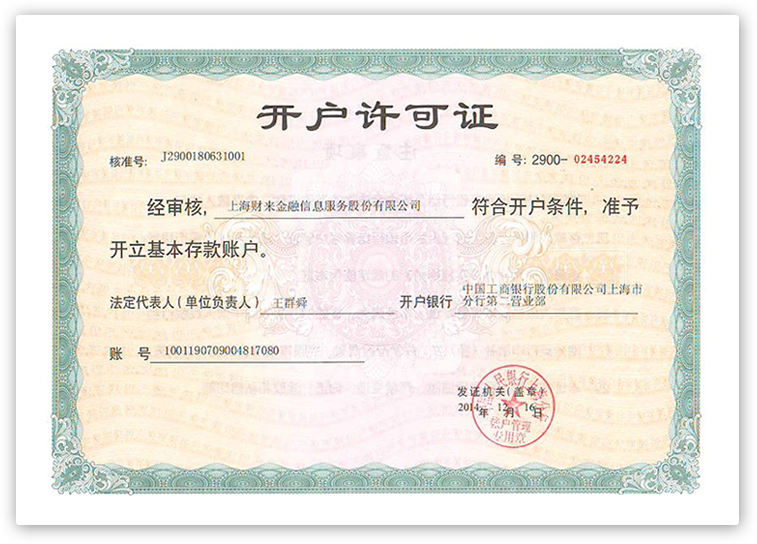 开户许可证
核准号: J2900180631001 编号: 2900-02454224
经审核, 上海财来金融信息服务股份有限公司 符合开户条件, 准予
开立基本存款账户。
法定代表人(单位负责人) 王群舜 开户银行 中国工商银行股份有限公司上海市
分行第二营业部
账 号 1001190709004817080
发证机关(盖章)
2014年12月16日
账户管理
专用章